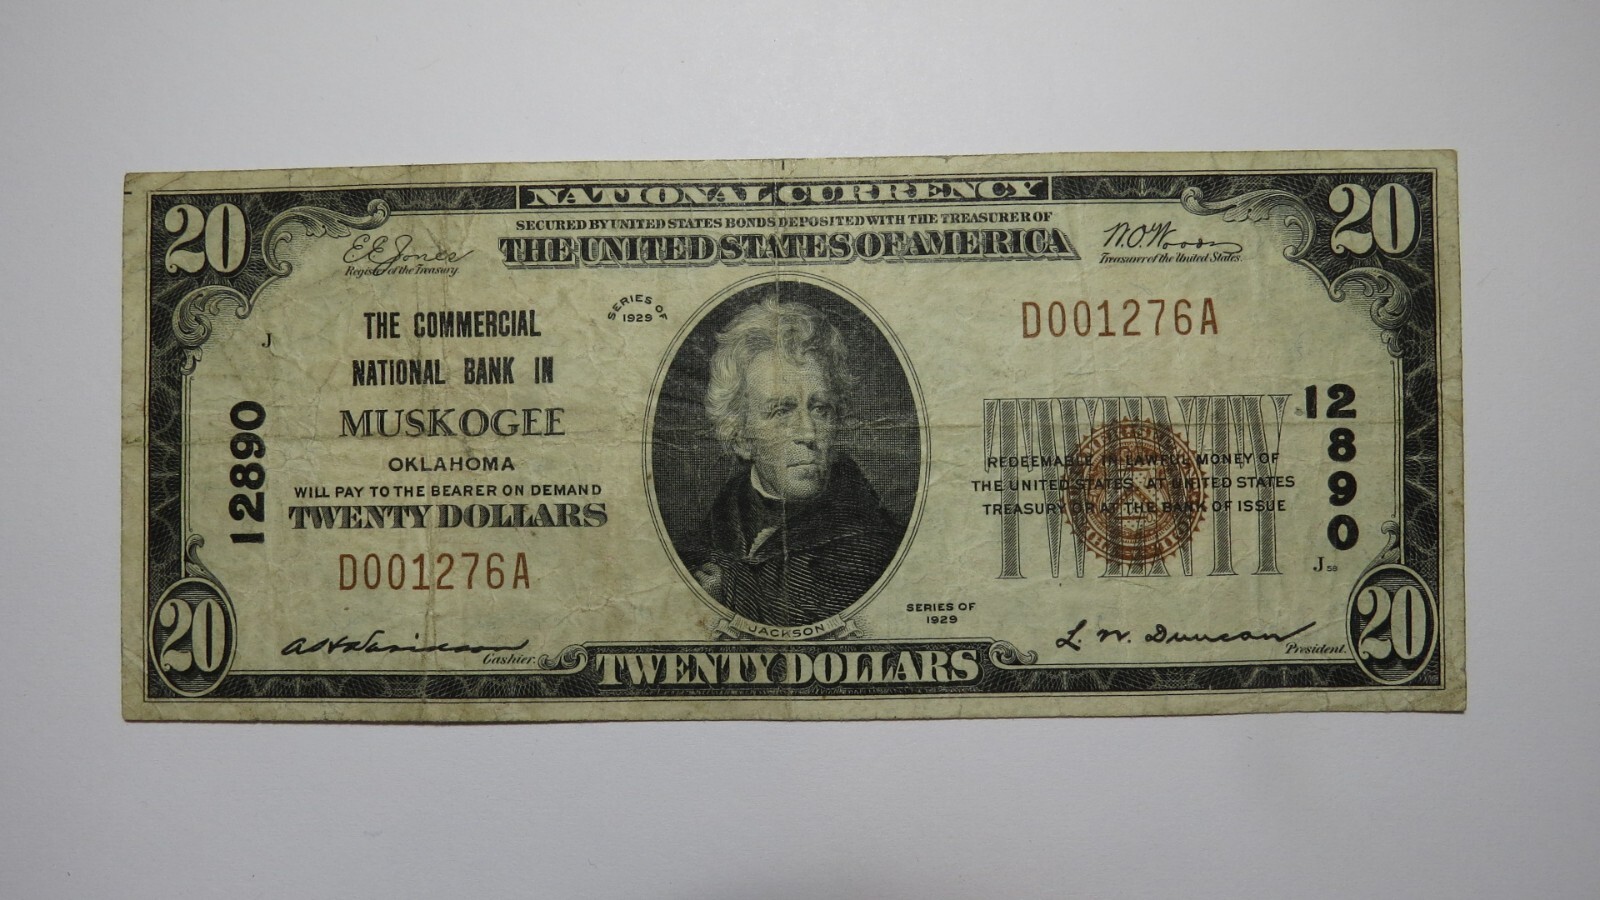 NATIONAL CURRENCY
SECURED BY UNITED STATES BONDS DEPOSITED WITH THE TREASURER OF
THE UNITED STATES OF AMERICA
20
20
E.E. Jones
Register of the Treasury.
W.O. Woods
Treasurer of the United States.
SERIES OF
1929
J
THE COMMERCIAL
NATIONAL BANK IN
MUSKOGEE
OKLAHOMA
WILL PAY TO THE BEARER ON DEMAND
TWENTY DOLLARS
D001276A
12890
D001276A
12890
TWENTY
REDEEMABLE IN LAWFUL MONEY OF
THE UNITED STATES, AT UNITED STATES
TREASURY OR AT THE BANK OF ISSUE
J 58
JACKSON
SERIES OF
1929
Cashier.
L. W. Duncan
President.
20
TWENTY DOLLARS
20